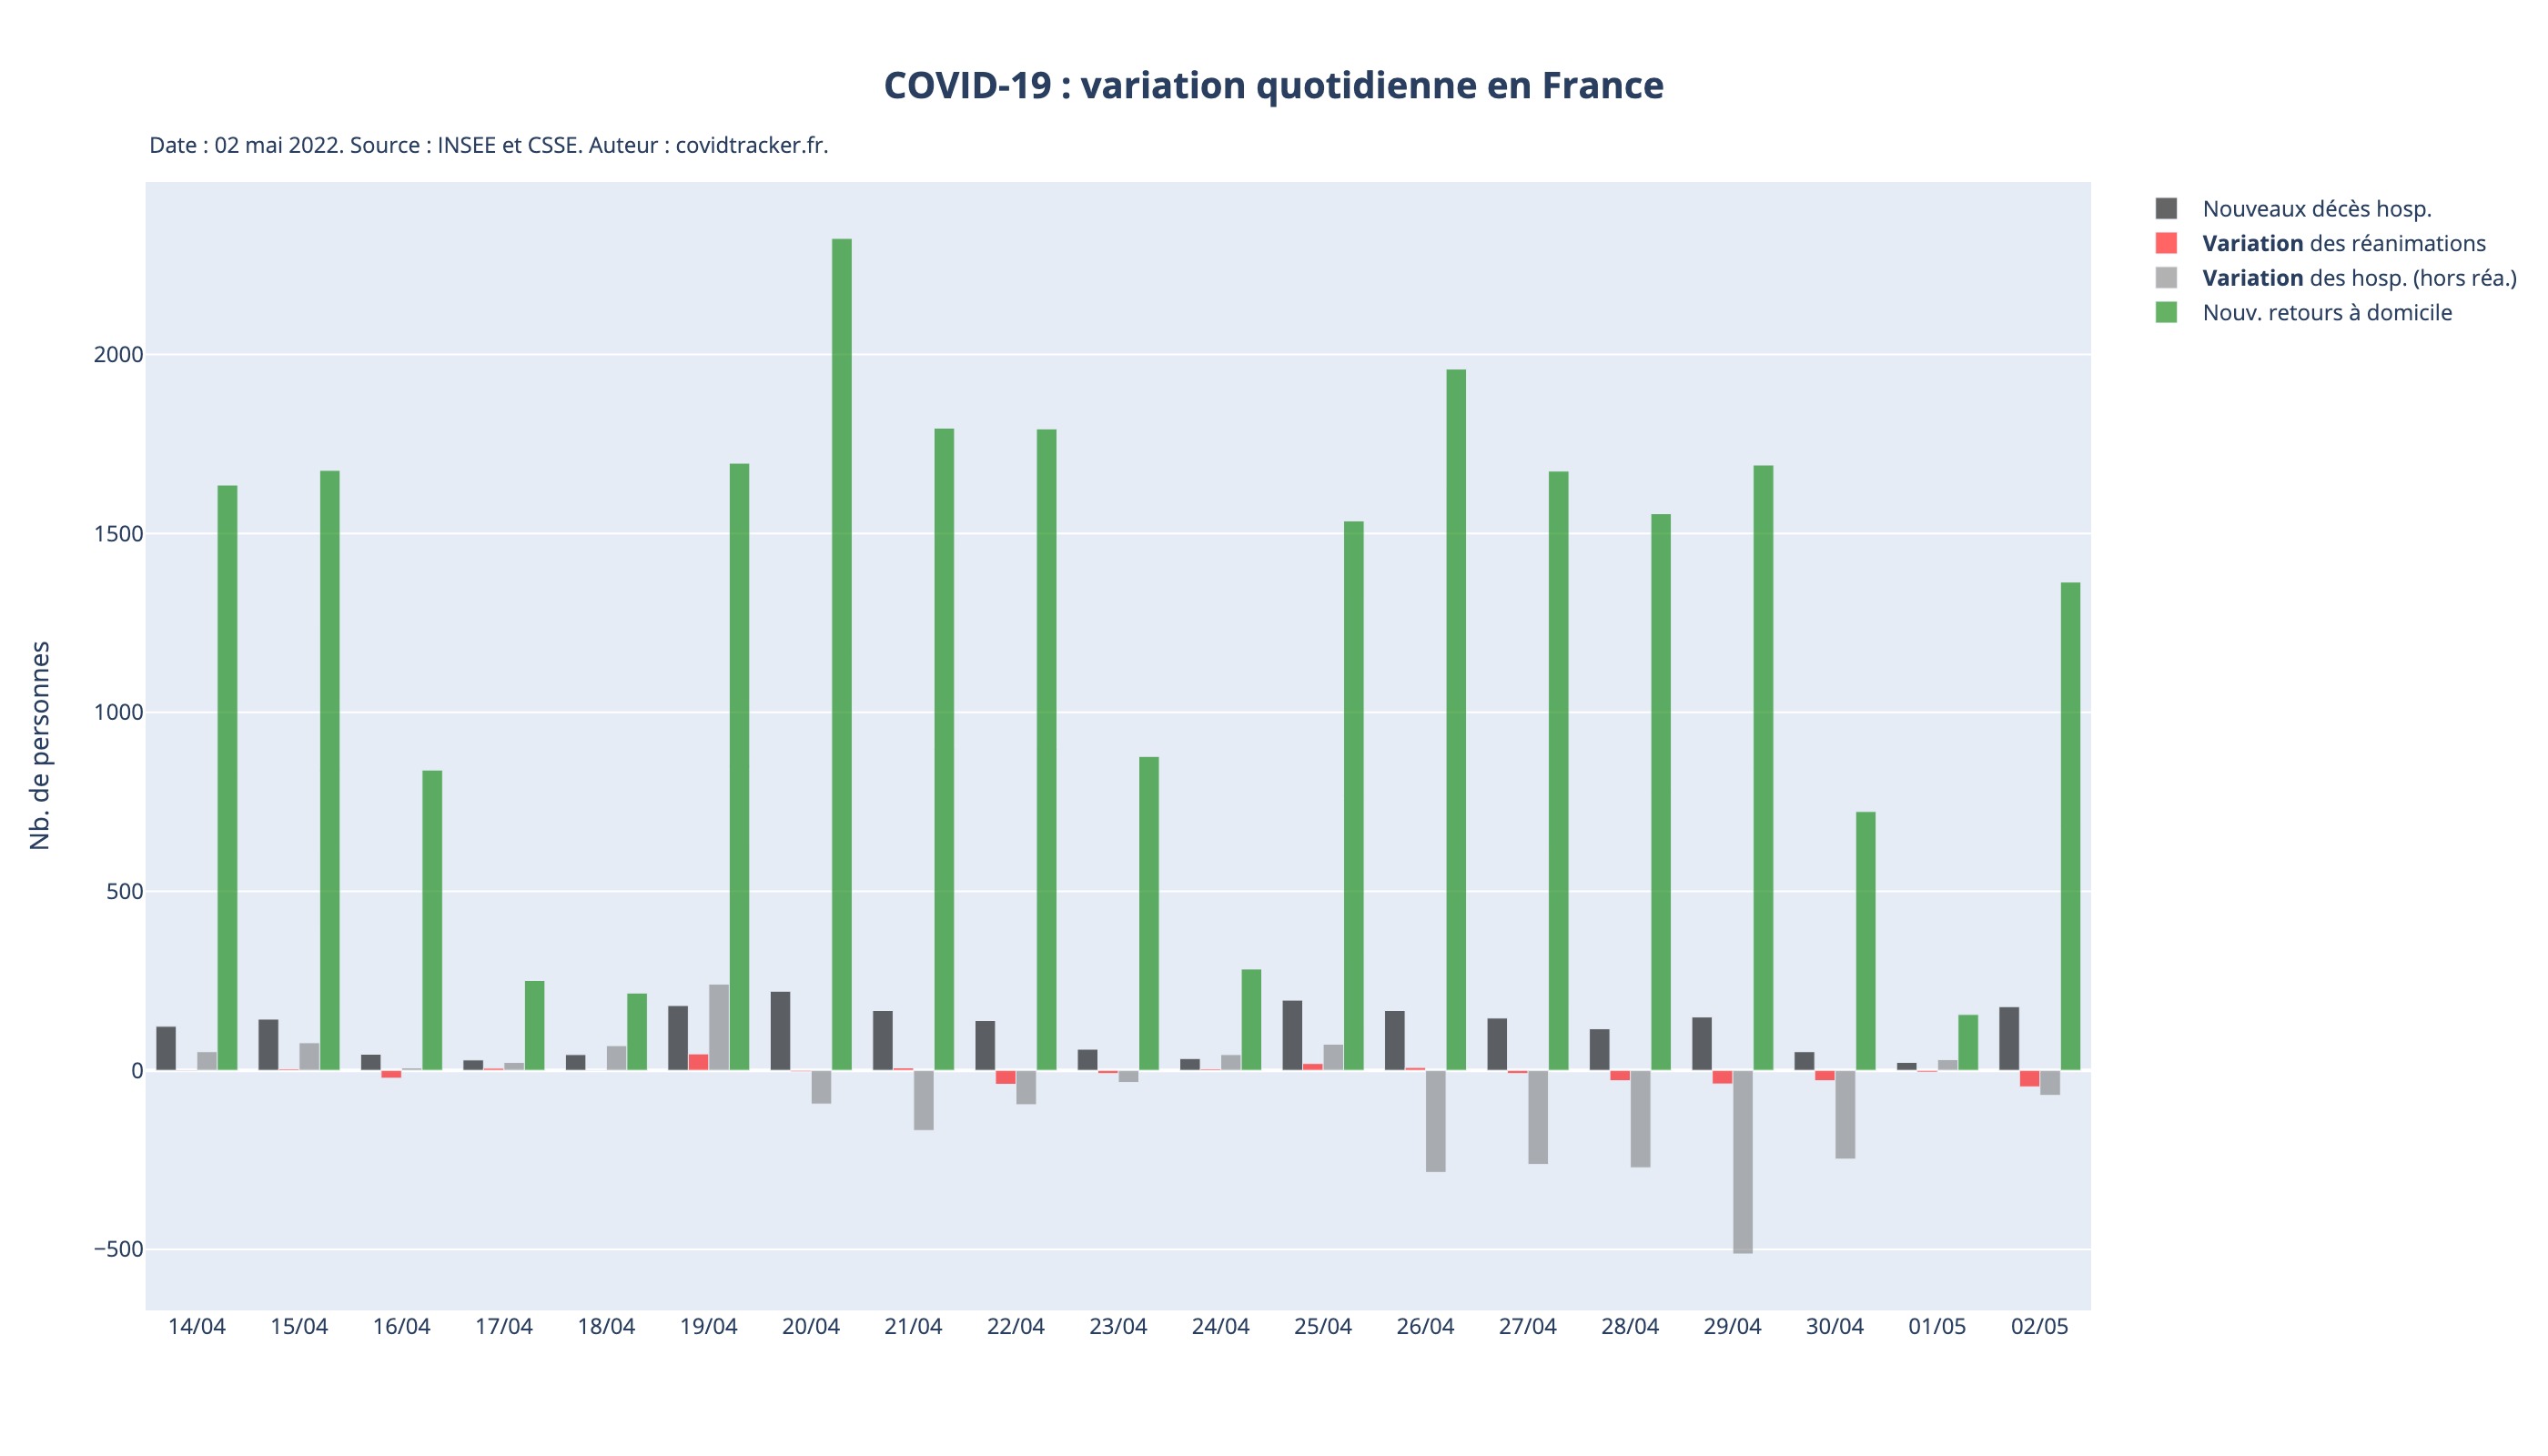 COVID-19 : variation quotidienne en France
Date : 02 mai 2022. Source : INSEE et CSSE. Auteur : covidtracker.fr.
Nouveaux décès hosp.
Variation des réanimations
Variation des hosp. (hors réa.)
Nouv. retours à domicile
Nb. de personnes
2000
1500
1000
500
0
−500
14/04 15/04 16/04 17/04 18/04 19/04 20/04 21/04 22/04 23/04 24/04 25/04 26/04 27/04 28/04 29/04 30/04 01/05 02/05